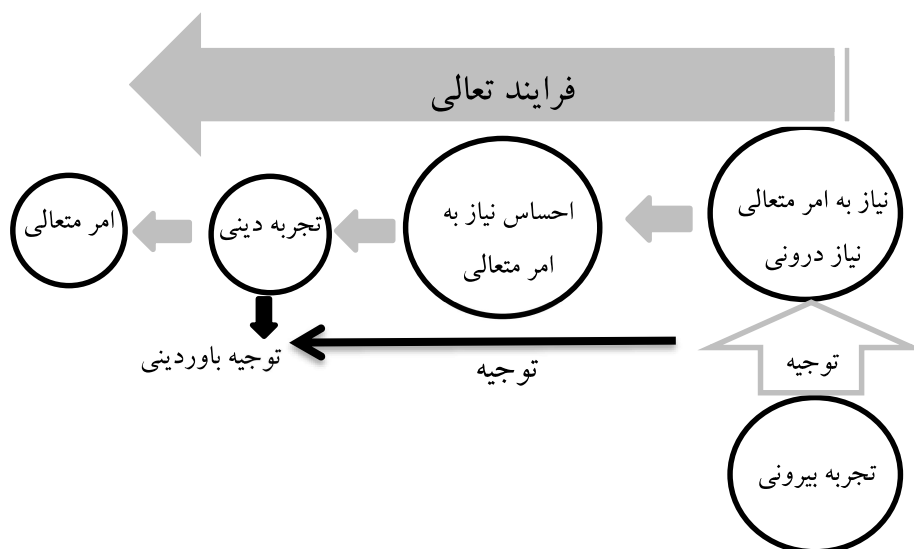 فرایند تعالی
نیاز به امر متعالی
نیاز درونی
احساس نیاز به
امر متعالی
تجربه دینی
امر متعالی
توجیه باوردینی
توجیه
توجیه
تجربه بیرونی